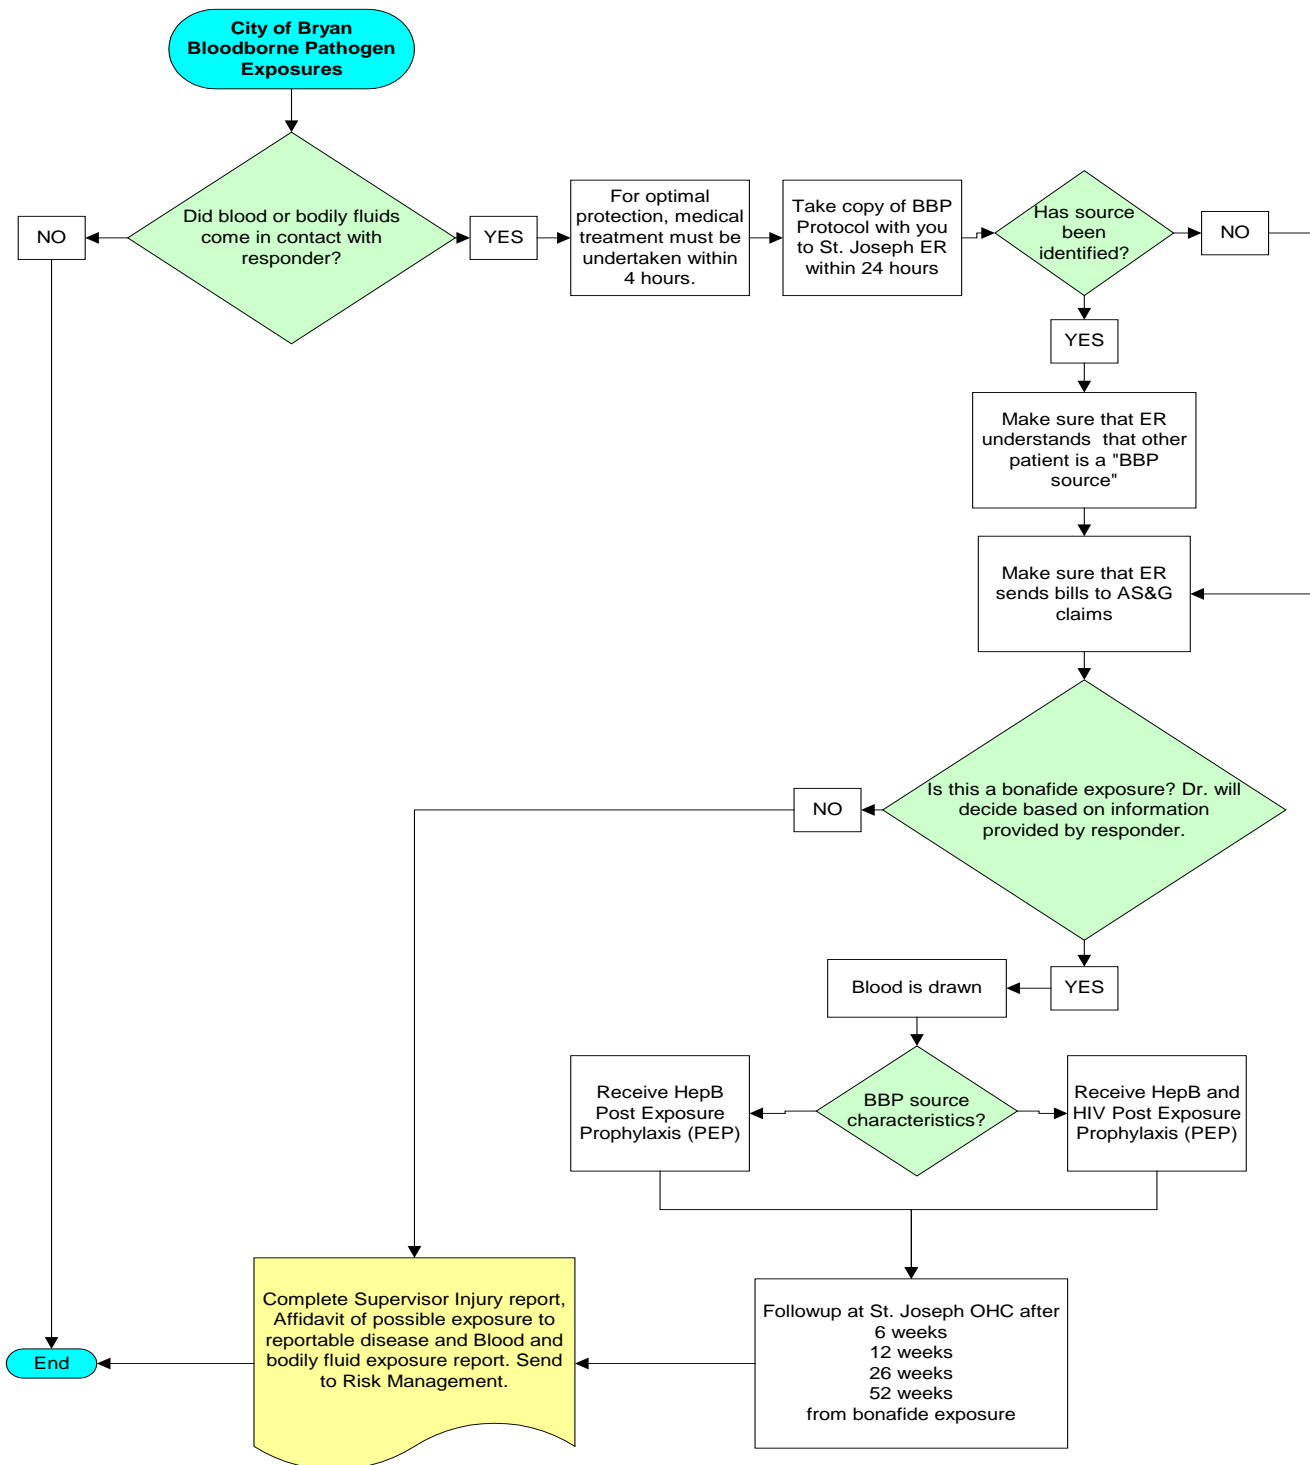 City of Bryan
Bloodborne Pathogen
Exposures
Did blood or bodily fluids
come in contact with
responder?
NO
YES
For optimal
protection, medical
treatment must be
undertaken within
4 hours.
Take copy of BBP
Protocol with you
to St. Joseph ER
within 24 hours
Has source
been
identified?
NO
YES
Make sure that ER
understands that other
patient is a "BBP
source"
Make sure that ER
sends bills to AS&G
claims
Is this a bonafide exposure? Dr. will
decide based on information
provided by responder.
NO
YES
Blood is drawn
BBP source
characteristics?
Receive HepB
Post Exposure
Prophylaxis (PEP)
Receive HepB and
HIV Post Exposure
Prophylaxis (PEP)
Followup at St. Joseph OHC after
6 weeks
12 weeks
26 weeks
52 weeks
from bonafide exposure
Complete Supervisor Injury report,
Affidavit of possible exposure to
reportable disease and Blood and
bodily fluid exposure report. Send
to Risk Management.
End